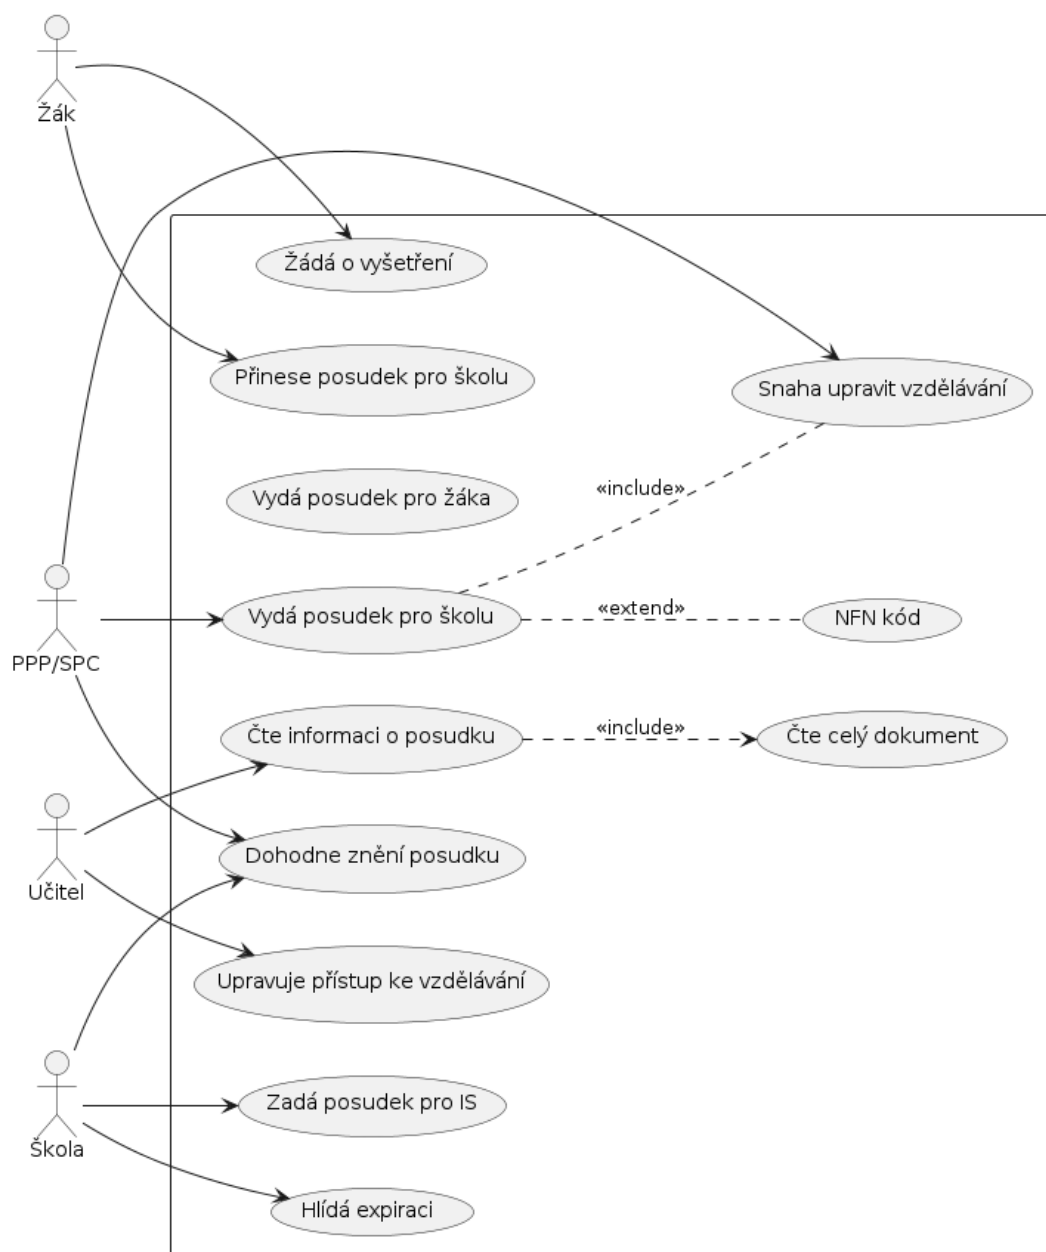 Žák
Žádá o vyšetření
Přinese posudek pro školu
Snaha upravit vzdělávání
«include»
Vydá posudek pro žáka
Vydá posudek pro školu
«extend»
NFN kód
PPP/SPC
Čte informaci o posudku
«include»
Čte celý dokument
Dohodne znění posudku
Učitel
Upravuje přístup ke vzdělávání
Zadá posudek pro IS
Škola
Hlídá expiraci